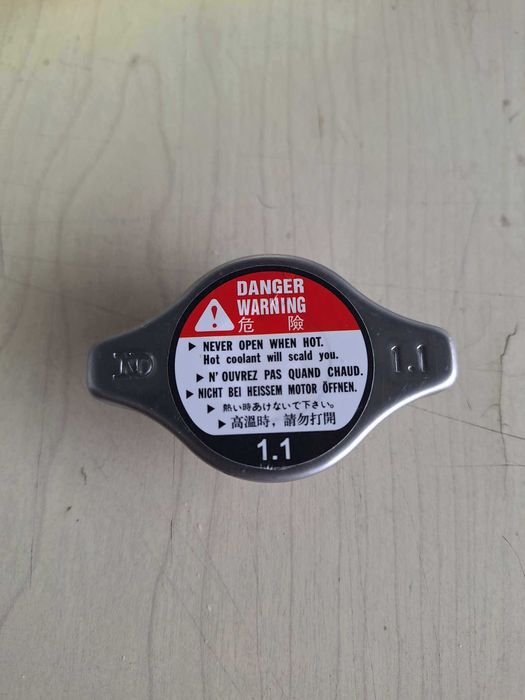 DANGER
WARNING
危 險
▶ NEVER OPEN WHEN HOT.
Hot coolant will scald you.
▶ N' OUVREZ PAS QUAND CHAUD.
▶ NICHT BEI HEISSEM MOTOR ÖFFNEN.
▶ 熱い時あけないで下さい。
▶ 高溫時，請勿打開
1.1
1.1